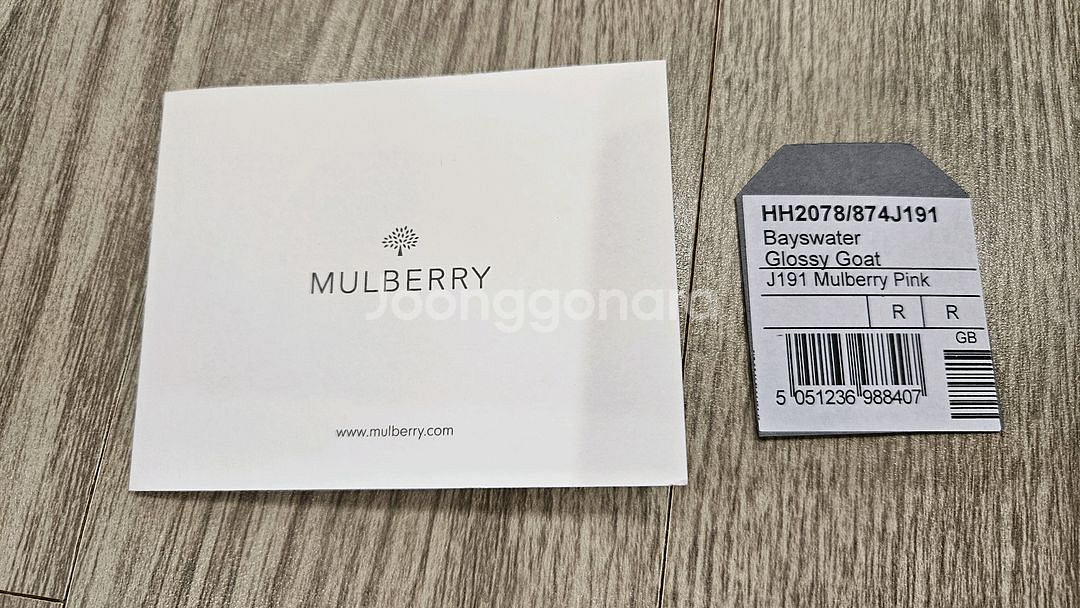 MULBERRY
www.mulberry.com
Joonggonara
HH2078/874J191
Bayswater
Glossy Goat
J191 Mulberry Pink
R R
GB
5 051236 988407